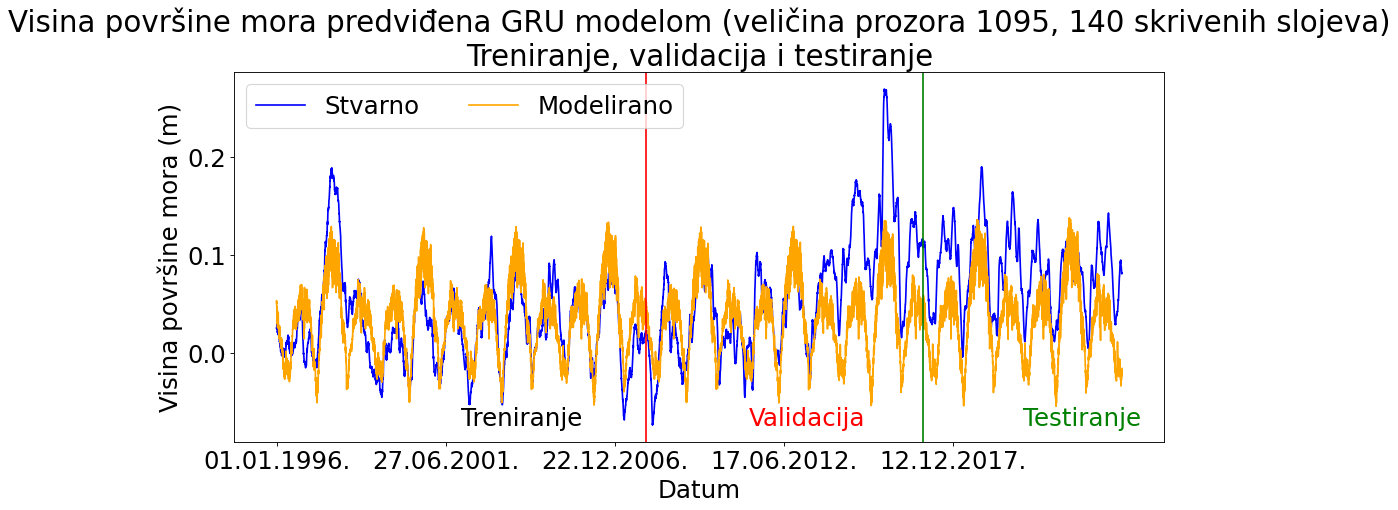 Visina površine mora predviđena GRU modelom (veličina prozora 1095, 140 skrivenih slojeva)
Treniranje, validacija i testiranje
Stvarno Modelirano
Visina površine mora (m)
0.2
0.1
0.0
Treniranje Validacija Testiranje
01.01.1996. 27.06.2001. 22.12.2006. 17.06.2012. 12.12.2017.
Datum